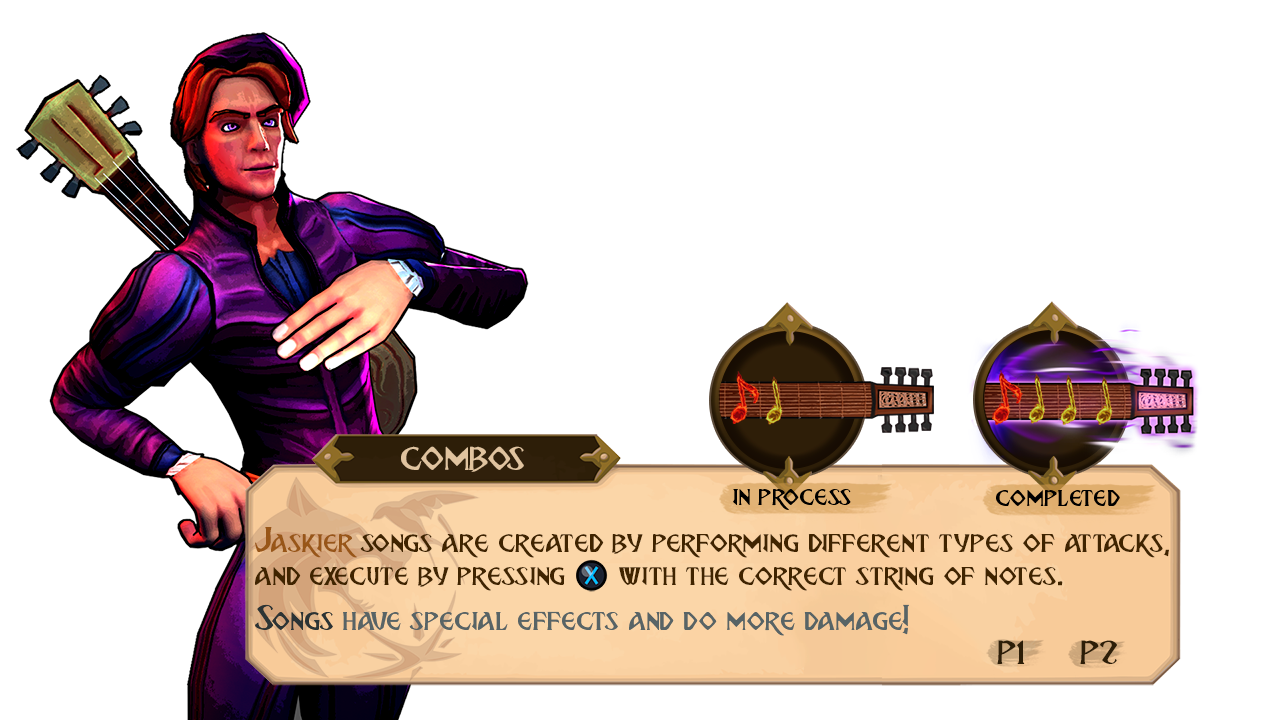 COMBOS
IN PROCESS
COMPLETED
JASKIER SONGS ARE CREATED BY PERFORMING DIFFERENT TYPES OF ATTACKS,
AND EXECUTE BY PRESSING X WITH THE CORRECT STRING OF NOTES.
SONGS HAVE SPECIAL EFFECTS AND DO MORE DAMAGE!
P1 P2